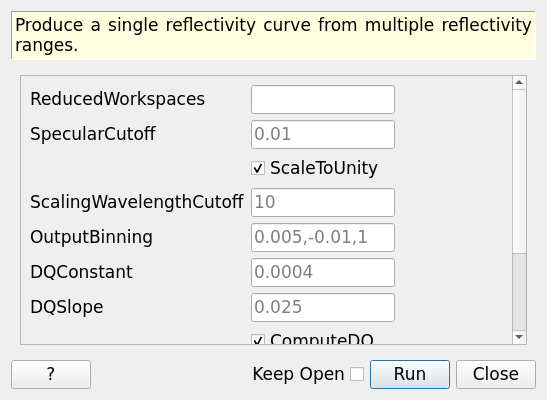 Produce a single reflectivity curve from multiple reflectivity
ranges.
ReducedWorkspaces
SpecularCutoff 0.01
ScaleToUnity
ScalingWavelengthCutoff 10
OutputBinning 0.005,-0.01,1
DQConstant 0.0004
DQSlope 0.025
ComputeDQ
? Keep Open Run Close